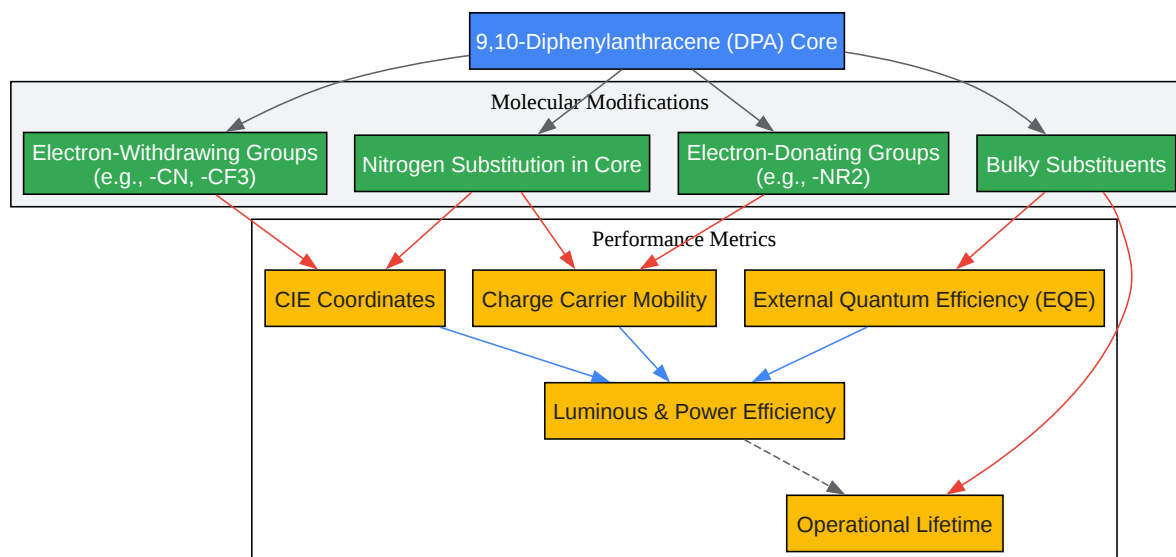 9,10-Diphenylanthracene (DPA) Core
Molecular Modifications
Electron-Withdrawing Groups
(e.g., -CN, -CF3)
Nitrogen Substitution in Core
Electron-Donating Groups
(e.g., -NR2)
Bulky Substituents
Performance Metrics
CIE Coordinates
Charge Carrier Mobility
External Quantum Efficiency (EQE)
Luminous & Power Efficiency
Operational Lifetime